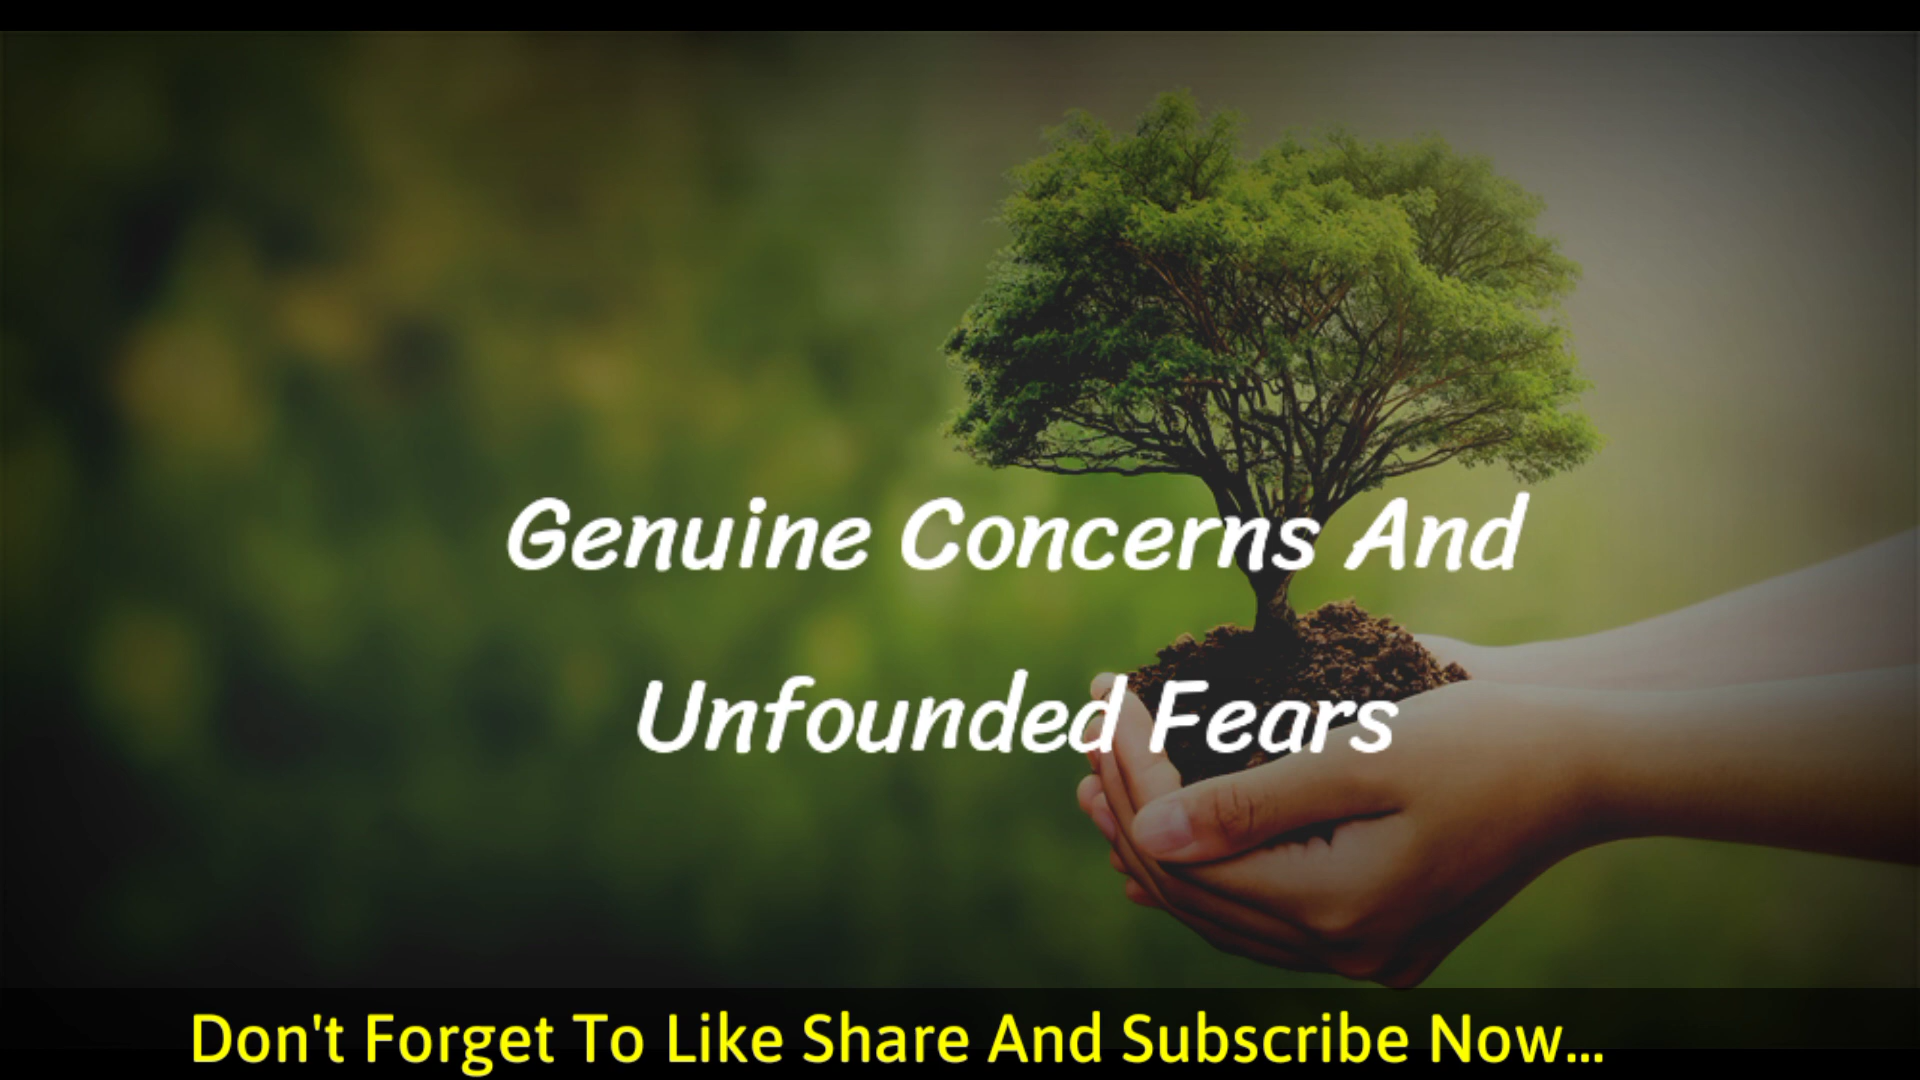 Genuine Concerns And
Unfounded Fears
Don't Forget To Like Share And Subscribe Now...